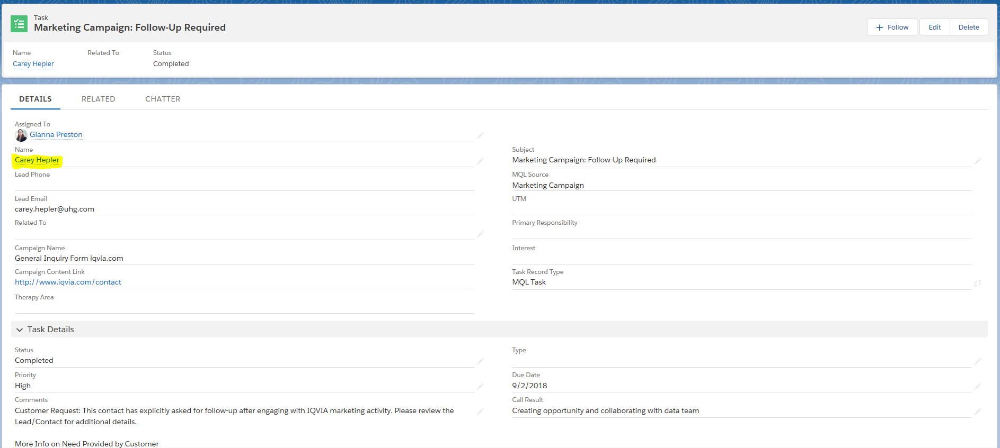 Task
Marketing Campaign: Follow-Up Required
+ Follow
Edit
Delete
Name
Related To
Status
Carey Hepler
Completed
DETAILS
RELATED
CHATTER
Assigned To
Gianna Preston
Name
Carey Hepler
Subject
Marketing Campaign: Follow-Up Required
Lead Phone
MQL Source
Marketing Campaign
Lead Email
carey.hepler@uhg.com
UTM
Related To
Primary Responsibility
Campaign Name
General Inquiry Form iqvia.com
Interest
Campaign Content Link
http://www.iqvia.com/contact
Task Record Type
MQL Task
Therapy Area
Task Details
Status
Completed
Type
Priority
High
Due Date
9/2/2018
Comments
Customer Request: This contact has explicitly asked for follow-up after engaging with IQVIA marketing activity. Please review the
Lead/Contact for additional details.
Call Result
Creating opportunity and collaborating with data team
More Info on Need Provided by Customer